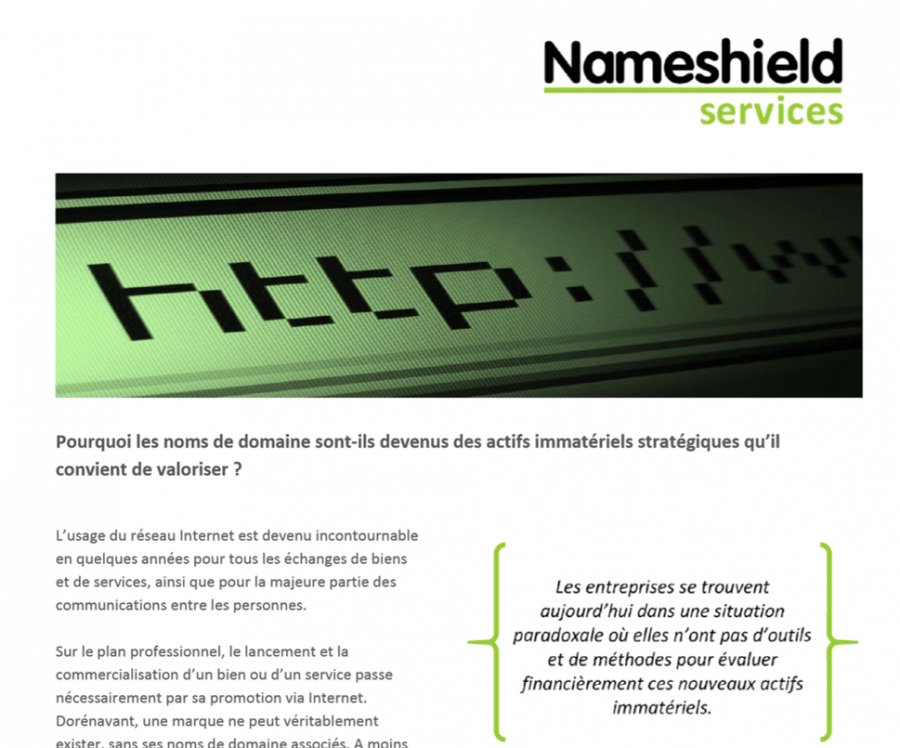 Nameshield
services
http://w
Pourquoi les noms de domaine sont-ils devenus des actifs immatériels stratégiques qu’il
convient de valoriser ?
L’usage du réseau Internet est devenu incontournable
en quelques années pour tous les échanges de biens
et de services, ainsi que pour la majeure partie des
communications entre les personnes.
Sur le plan professionnel, le lancement et la
commercialisation d’un bien ou d’un service passe
nécessairement par sa promotion via Internet.
Dorénavant, une marque ne peut véritablement
exister, sans ses noms de domaine associés. A moins
Les entreprises se trouvent
aujourd’hui dans une situation
paradoxale où elles n’ont pas d’outils
et de méthodes pour évaluer
financièrement ces nouveaux actifs
immatériels.